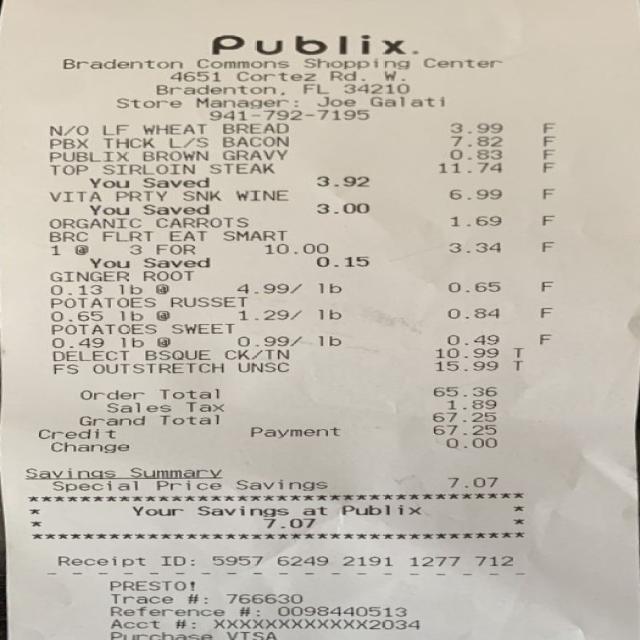 Publix.
Bradenton Commons Shopping Center
4651 Cortez Rd. W.
Bradenton, FL 34210
Store Manager: Joe Galati
941-792-7195
N/O LF WHEAT BREAD 3.99 F
PBX THCK L/S BACON 7.82 F
PUBLIX BROWN GRAVY 0.83 F
TOP SIRLOIN STEAK 11.74 F
You Saved 3.92
VITA PRTY SNK WINE 6.99 F
You Saved 3.00
ORGANIC CARROTS 1.69 F
BRC FLRT EAT SMART
1 @ 3 FOR 10.00 3.34 F
You Saved 0.15
GINGER ROOT
0.13 lb @ 4.99/ lb 0.65 F
POTATOES RUSSET
0.65 lb @ 1.29/ lb 0.84 F
POTATOES SWEET
0.49 lb @ 0.99/ lb 0.49 F
DELECT BSQUE CK/TN 10.99 T
FS OUTSTRETCH UNSC 15.99 T
Order Total 65.36
Sales Tax 1.89
Grand Total 67.25
Credit Payment 67.25
Change 0.00
Savings Summary
Special Price Savings 7.07
****************************************
* Your Savings at Publix *
* 7.07 *
****************************************
Receipt ID: 5957 6249 2191 1277 712
- - - - - - - - - - - - - - - - - - - -
PRESTO!
Trace #: 766630
Reference #: 0098440513
Acct #: XXXXXXXXXXXX2034
Purchase VISA